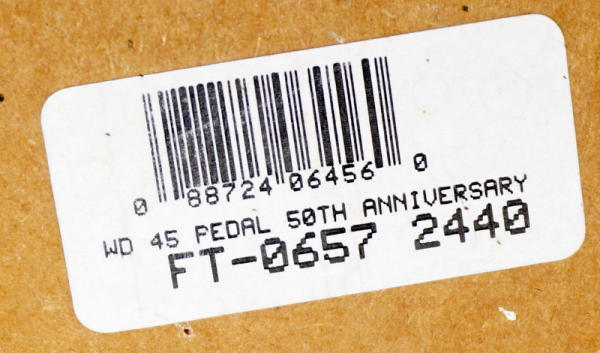 0 88724 06456 0
WD 45 PEDAL 50TH ANNIVERSARY
FT-0657 2440